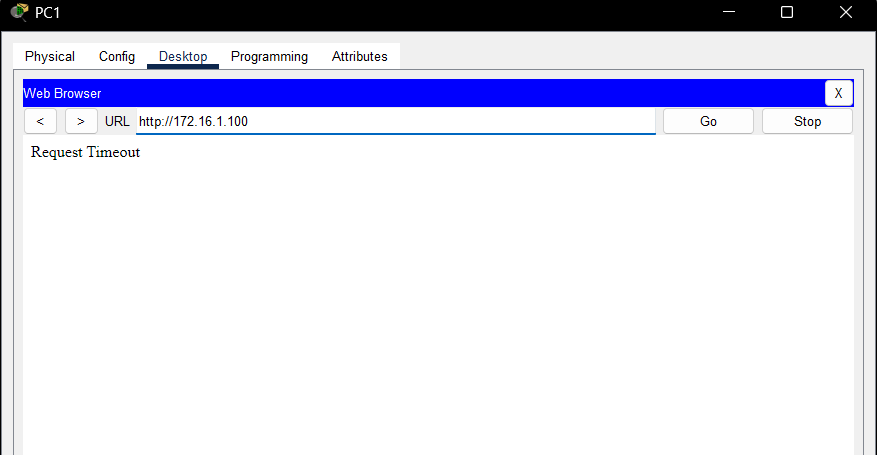 PC1
Physical Config Desktop Programming Attributes
Web Browser X
< > URL http://172.16.1.100 Go Stop
Request Timeout